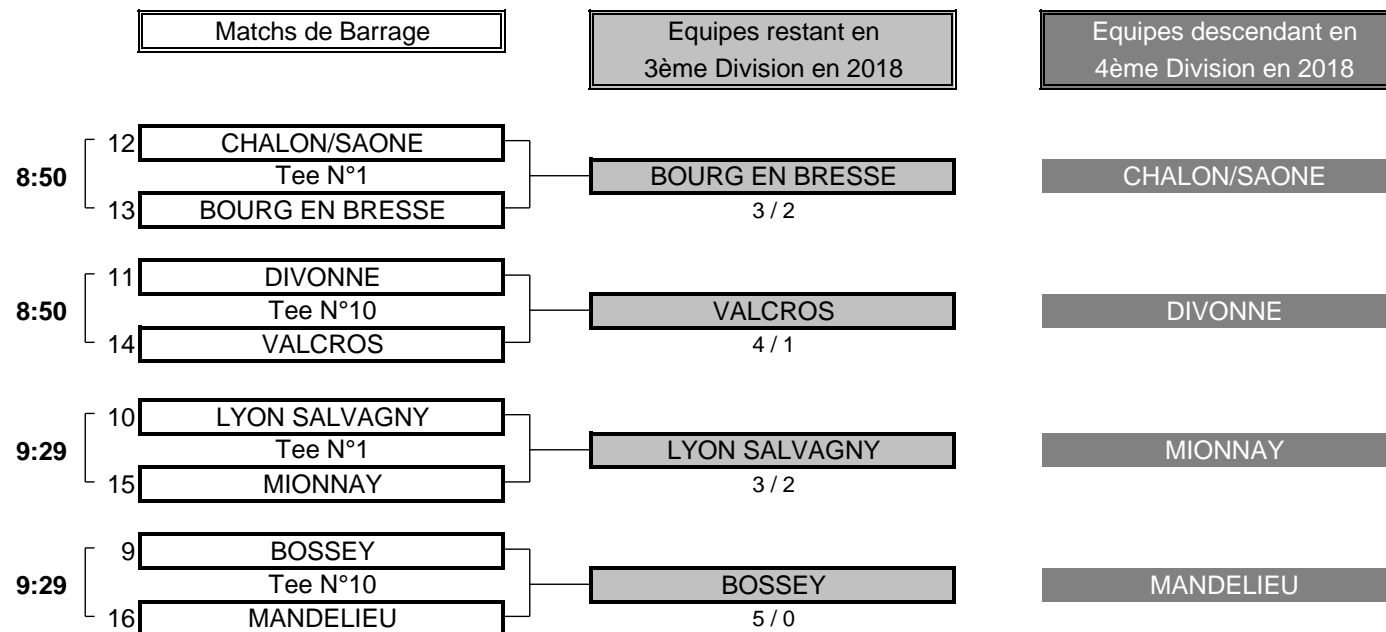 Matchs de Barrage
Equipes restant en
3ème Division en 2018
Equipes descendant en
4ème Division en 2018
12 CHALON/SAONE
8:50 Tee N°1 BOURG EN BRESSE CHALON/SAONE
13 BOURG EN BRESSE 3 / 2
11 DIVONNE
8:50 Tee N°10 VALCROS DIVONNE
14 VALCROS 4 / 1
10 LYON SALVAGNY
9:29 Tee N°1 LYON SALVAGNY MIONNAY
15 MIONNAY 3 / 2
9 BOSSEY
9:29 Tee N°10 BOSSEY MANDELIEU
16 MANDELIEU 5 / 0